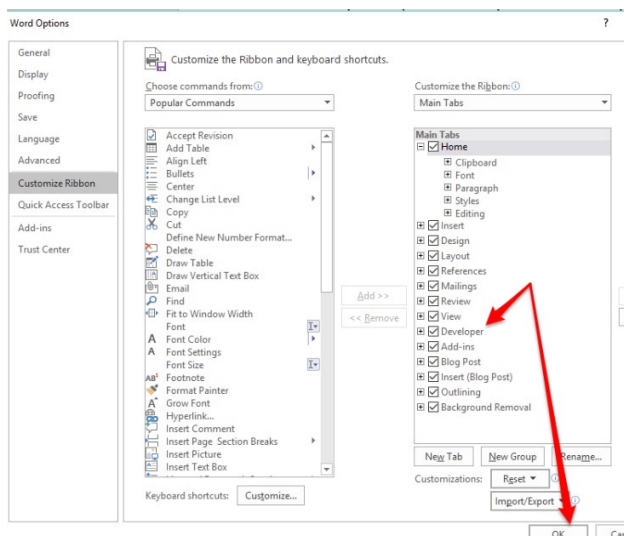 Word Options ?
General
Display
Proofing
Save
Language
Advanced
Customize Ribbon
Quick Access Toolbar
Add-ins
Trust Center
Customize the Ribbon and keyboard shortcuts.
Choose commands from:
Popular Commands
Accept Revision
Add Table
Align Left
Bullets
Center
Change List Level
Copy
Cut
Define New Number Format...
Delete
Draw Table
Draw Vertical Text Box
Email
Find
Fit to Window Width
Font
Font Color
Font Settings
Font Size
Footnote
Format Painter
Grow Font
Hyperlink...
Insert Comment
Insert Page Section Breaks
Insert Picture
Insert Text Box
Keyboard shortcuts: Customize...
Add >>
<< Remove
Customize the Ribbon:
Main Tabs
Main Tabs
Home
Clipboard
Font
Paragraph
Styles
Editing
Insert
Design
Layout
References
Mailings
Review
View
Developer
Add-ins
Blog Post
Insert (Blog Post)
Outlining
Background Removal
New Tab New Group Rename...
Customizations: Reset
Import/Export
OK